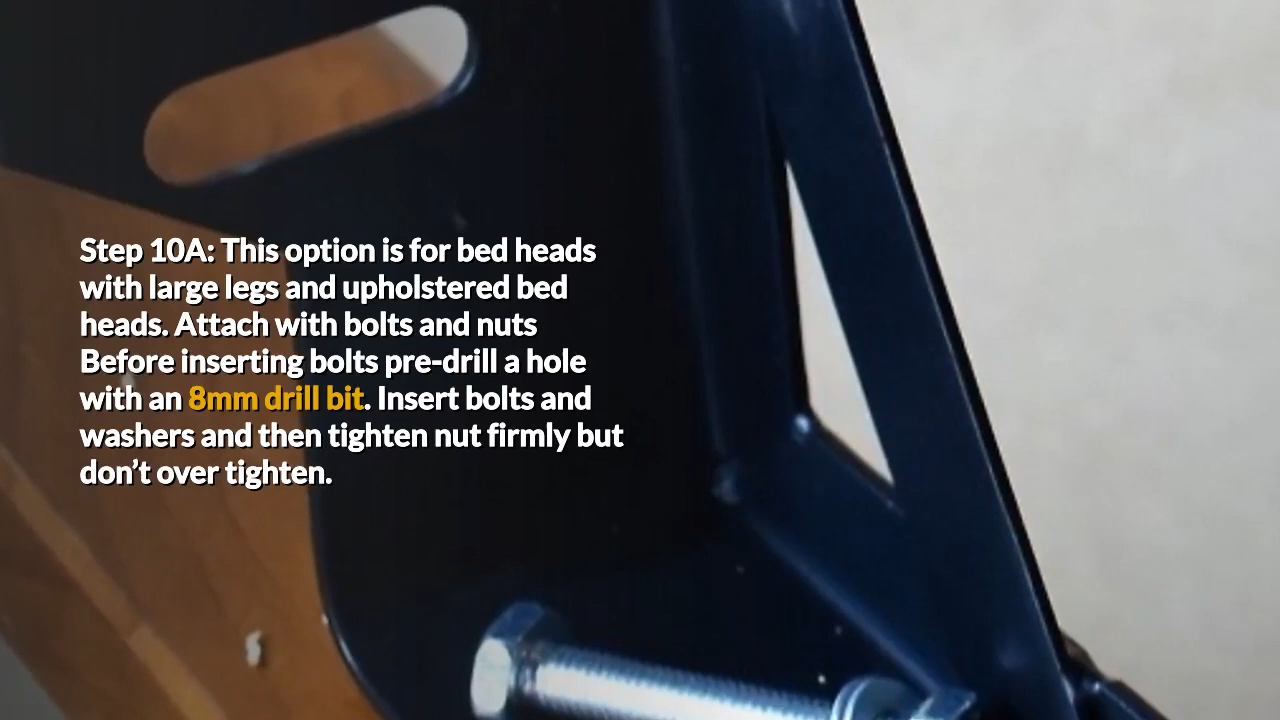 Step 10A: This option is for bed heads
with large legs and upholstered bed
heads. Attach with bolts and nuts
Before inserting bolts pre-drill a hole
with an 8mm drill bit. Insert bolts and
washers and then tighten nut firmly but
don’t over tighten.